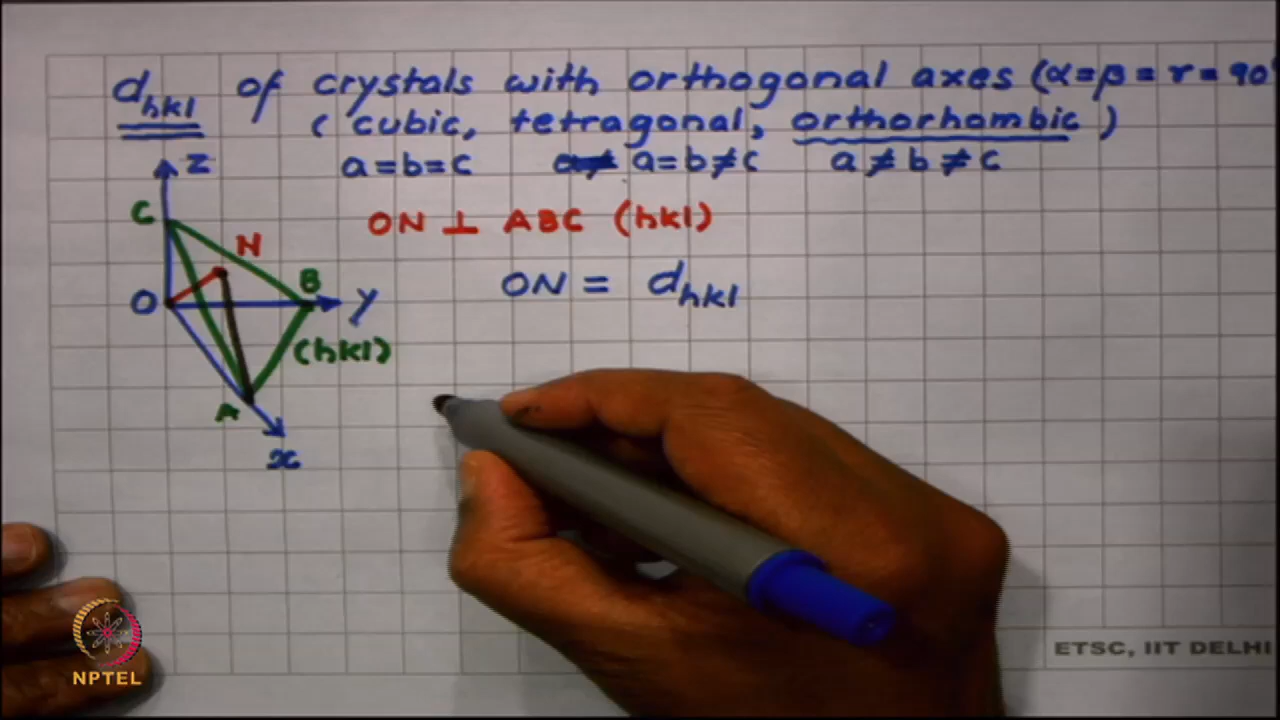 dhkl of crystals with orthogonal axes (α=β=γ=90°
(cubic, tetragonal, orthorhombic)
a=b=c a=b≠c a≠b≠c
Z
C
ON ⊥ ABC (hkl)
N
B
ON = dhkl
O
y
(hkl)
A
x
ETSC, IIT DELHI
NPTEL